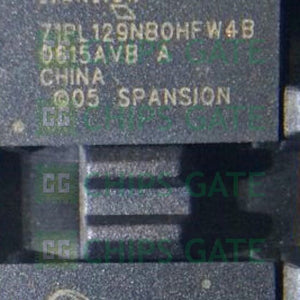 71PL129NB0HFW4B
0615AVB A
CHINA
©05 SPANSION
CHIPS GATE
CHIPS GATE
CHIPS GATE